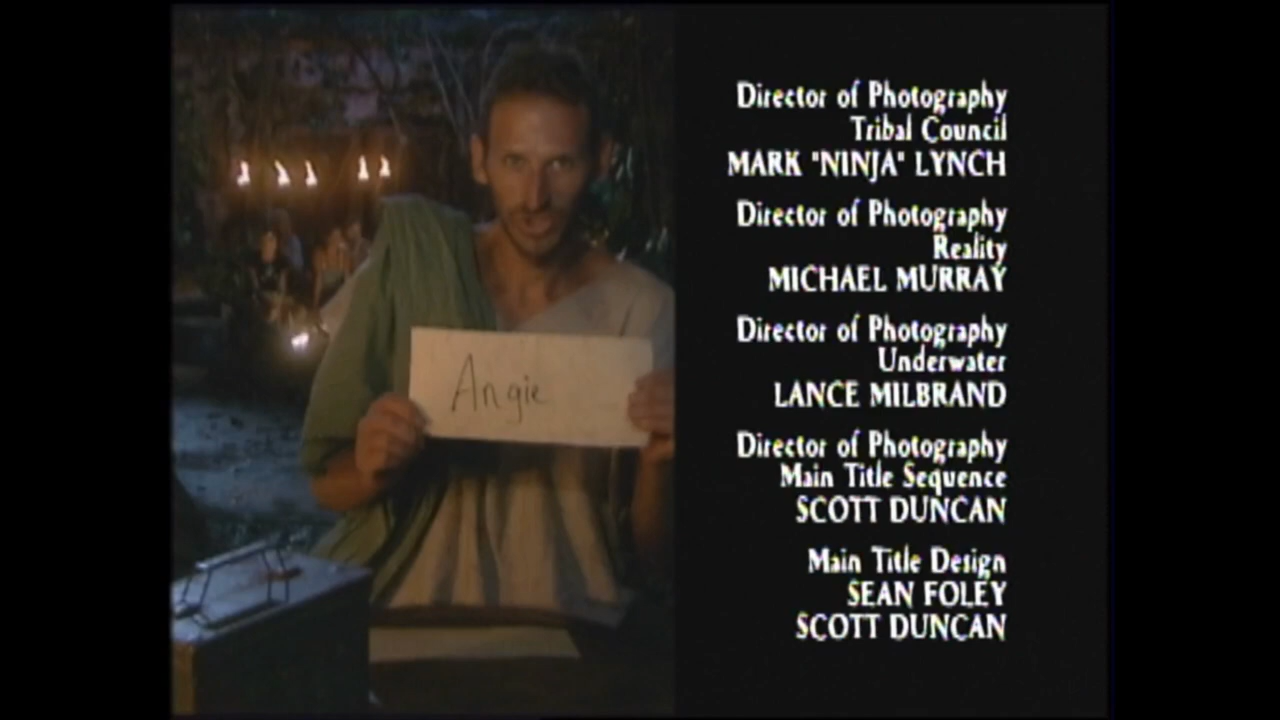 Angie
Director of Photography
Tribal Council
MARK "NINJA" LYNCH
Director of Photography
Reality
MICHAEL MURRAY
Director of Photography
Underwater
LANCE MILBRAND
Director of Photography
Main Title Sequence
SCOTT DUNCAN
Main Title Design
SEAN FOLEY
SCOTT DUNCAN